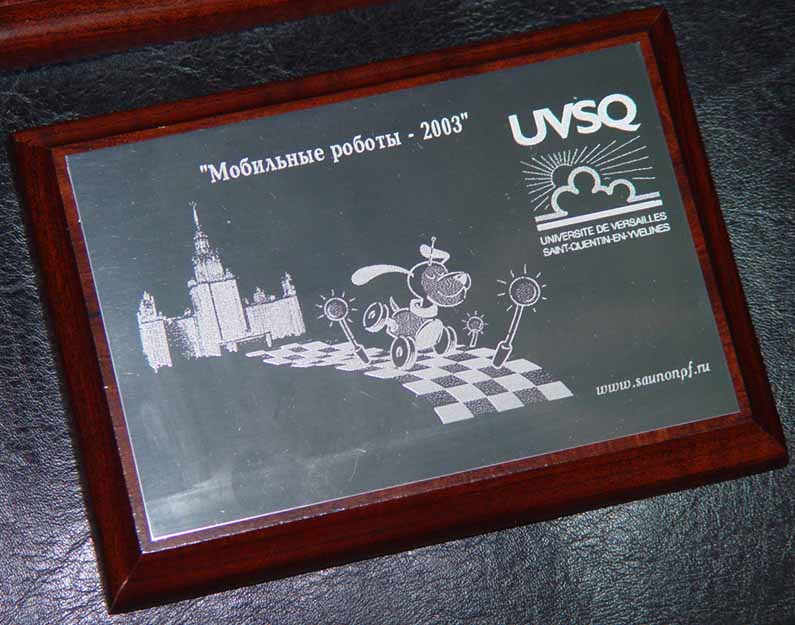 "Мобильные роботы - 2003"
UVSQ
UNIVERSITE DE VERSAILLES
SAINT-QUENTIN-EN-YVELINES
www.saunonpf.ru